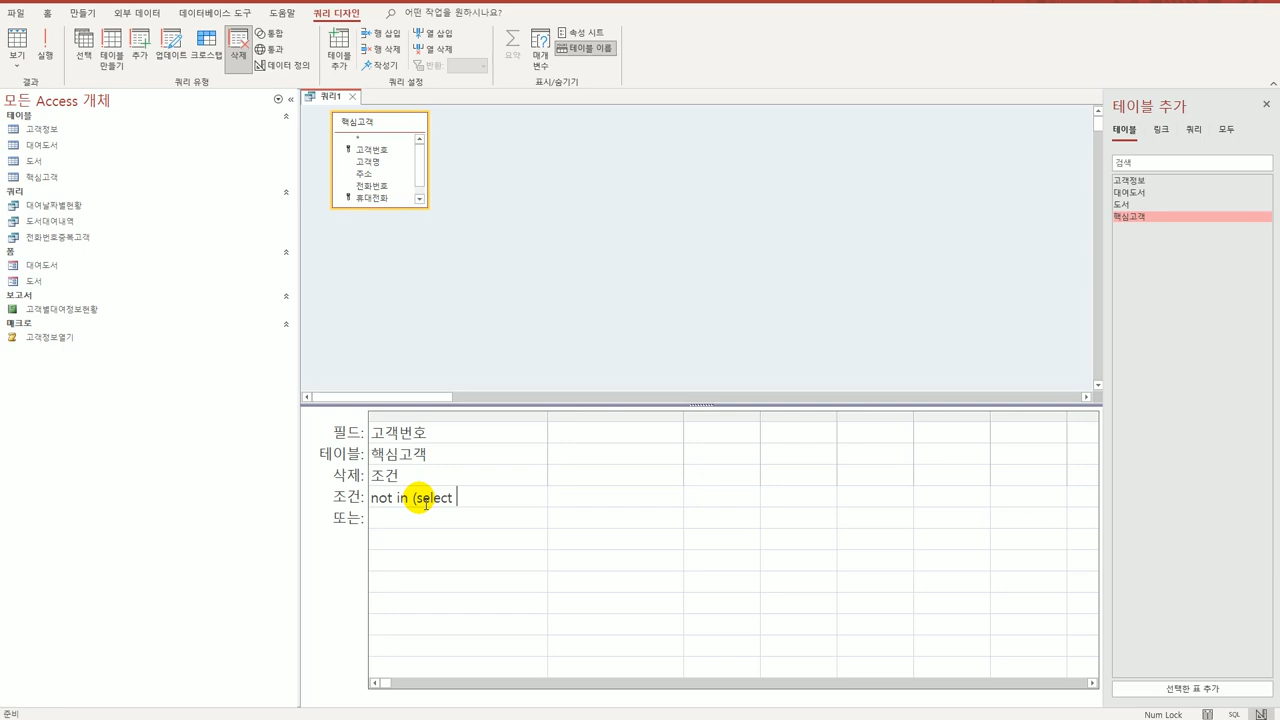 파일 홈 만들기 외부 데이터 데이터베이스 도구 도움말 쿼리 디자인 어떤 작업을 원하시나요?
보기 실행 선택 테이블 만들기 추가 업데이트 크로스탭 삭제 통합 통과 데이터 정의 테이블 추가 행 삽입 행 삭제 작성기 열 삽입 열 삭제 반환: 요약 매개 변수 속성 시트 테이블 이름
결과 쿼리 유형 쿼리 설정 표시/숨기기
모든 Access 개체
테이블
고객정보
대여도서
도서
핵심고객
쿼리
대여날짜별현황
도서대여내역
전화번호중복고객
폼
대여도서
도서
보고서
고객별대여정보현황
매크로
고객정보열기
쿼리1
핵심고객
*
고객번호
고객명
주소
전화번호
휴대전화
필드: 고객번호
테이블: 핵심고객
삭제: 조건
조건: not in (select
또는:
테이블 추가
테이블 링크 쿼리 모두
검색
고객정보
대여도서
도서
핵심고객
선택한 표 추가
준비
Num Lock
SQL